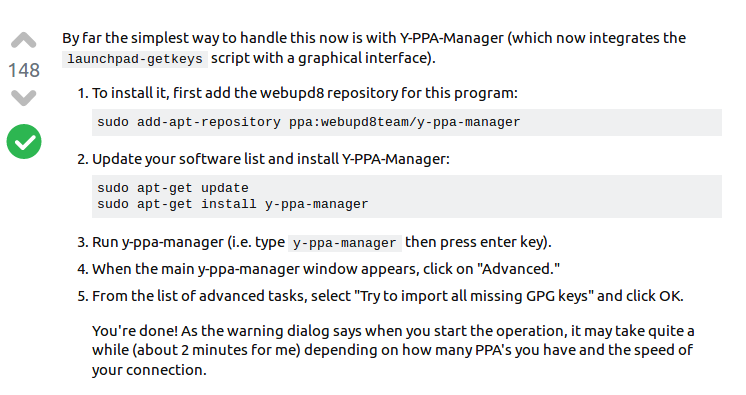 By far the simplest way to handle this now is with Y-PPA-Manager (which now integrates the
launchpad-getkeys script with a graphical interface).
148
1. To install it, first add the webupd8 repository for this program:
sudo add-apt-repository ppa:webupd8team/y-ppa-manager
2. Update your software list and install Y-PPA-Manager:
sudo apt-get update
sudo apt-get install y-ppa-manager
3. Run y-ppa-manager (i.e. type y-ppa-manager then press enter key).
4. When the main y-ppa-manager window appears, click on "Advanced."
5. From the list of advanced tasks, select "Try to import all missing GPG keys" and click OK.
You're done! As the warning dialog says when you start the operation, it may take quite a
while (about 2 minutes for me) depending on how many PPA's you have and the speed of
your connection.